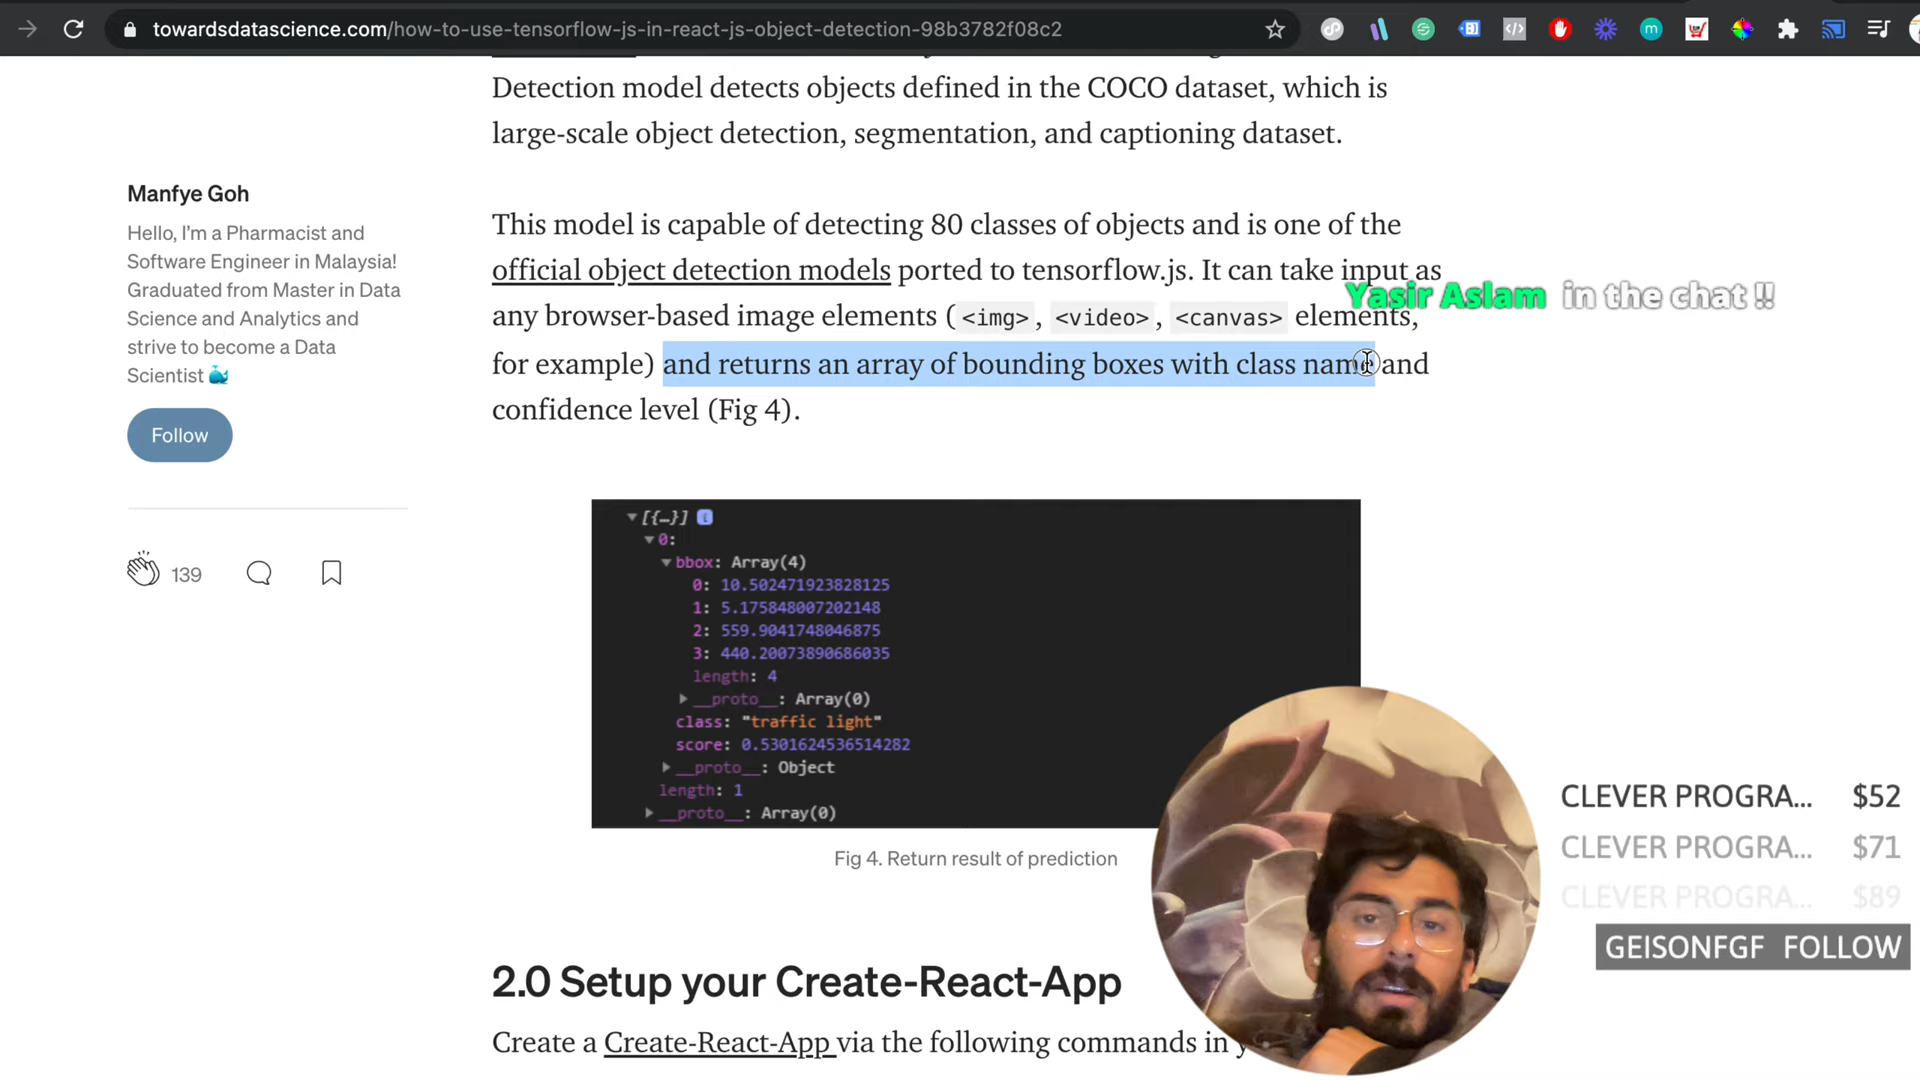 towardsdatascience.com/how-to-use-tensorflow-js-in-react-js-object-detection-98b3782f08c2
Detection model detects objects defined in the COCO dataset, which is
large-scale object detection, segmentation, and captioning dataset.
Manfye Goh
Hello, I'm a Pharmacist and
Software Engineer in Malaysia!
Graduated from Master in Data
Science and Analytics and
strive to become a Data
Scientist 🐳
Follow
139
This model is capable of detecting 80 classes of objects and is one of the
official object detection models ported to tensorflow.js. It can take input as
any browser-based image elements (<img>, <video>, <canvas> elements,
for example) and returns an array of bounding boxes with class name and
confidence level (Fig 4).
Yasir Aslam in the chat !!
[{…}] i
0:
bbox: Array(4)
0: 10.502471923828125
1: 5.175848007202148
2: 559.9041748046875
3: 440.20073890686035
length: 4
__proto__: Array(0)
class: "traffic light"
score: 0.5301624536514282
__proto__: Object
length: 1
__proto__: Array(0)
Fig 4. Return result of prediction
CLEVER PROGRA... $52
CLEVER PROGRA... $71
CLEVER PROGRA... $89
GEISONFGF FOLLOW
2.0 Setup your Create-React-App
Create a Create-React-App via the following commands in